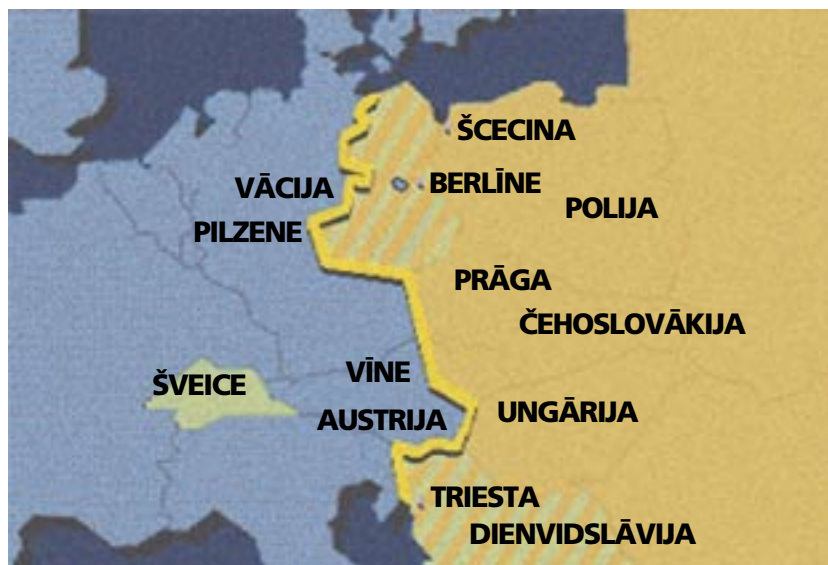 ŠCECINA
VĀCIJA
BERLĪNE
POLIJA
PILZENE
PRĀGA
ČEHOSLOVĀKIJA
VĪNE
ŠVEICE
AUSTRIJA
UNGĀRIJA
TRIESTA
DIENVIDSLĀVIJA